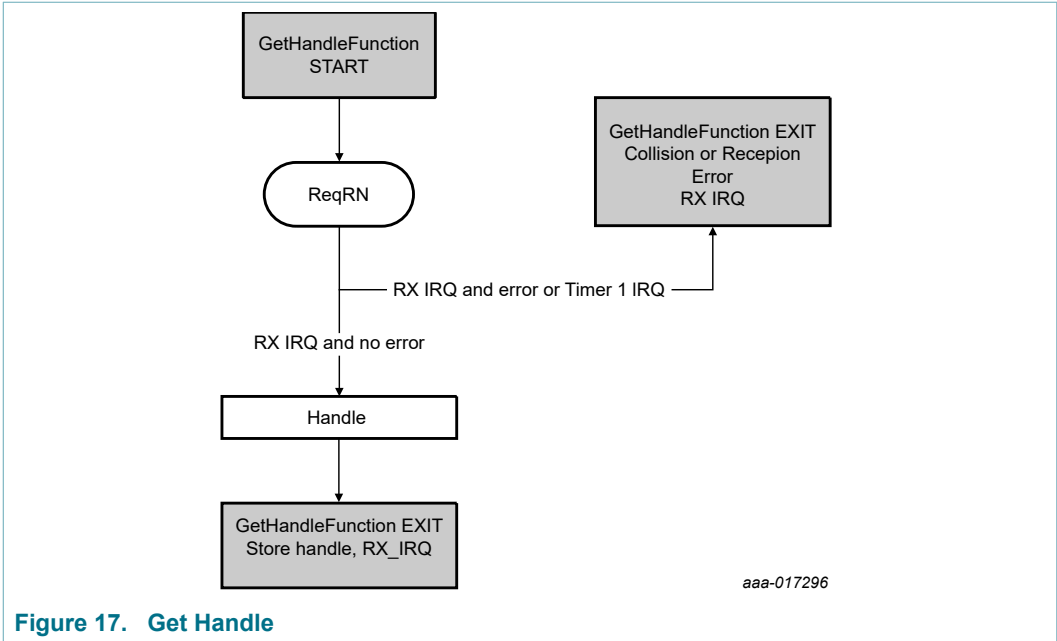 GetHandleFunction
START
GetHandleFunction EXIT
Collision or Recepion
Error
RX IRQ
ReqRN
RX IRQ and error or Timer 1 IRQ
RX IRQ and no error
Handle
GetHandleFunction EXIT
Store handle, RX_IRQ
aaa-017296
Figure 17. Get Handle